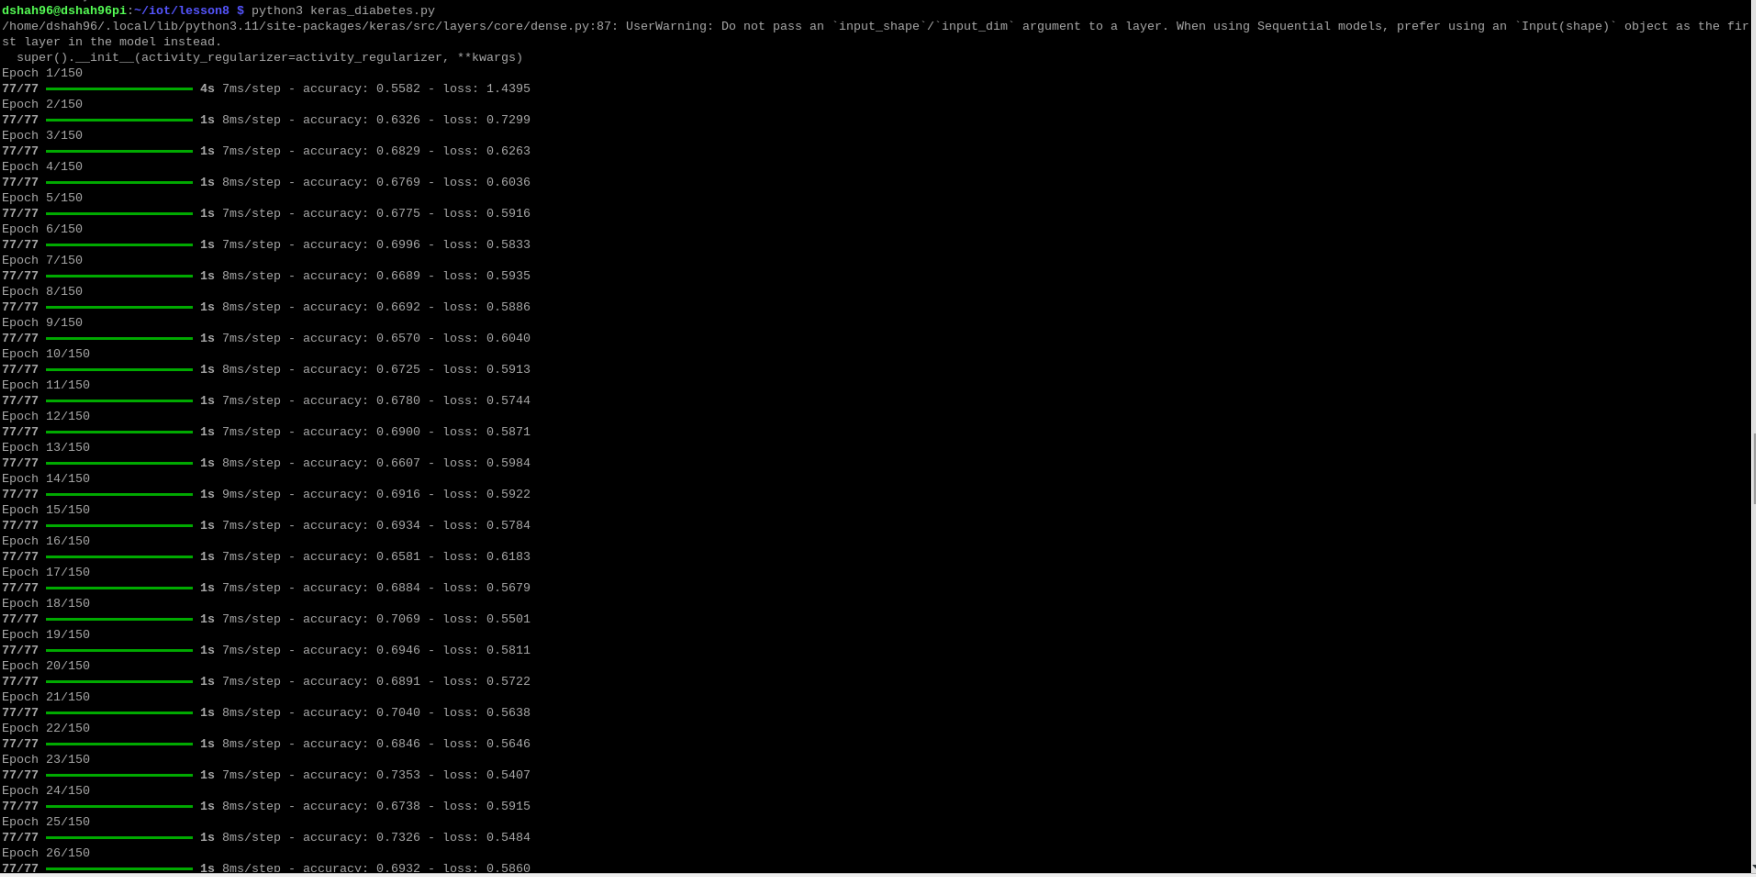 dshah96@dshah96pi:~/iot/lesson8 $ python3 keras_diabetes.py
/home/dshah96/.local/lib/python3.11/site-packages/keras/src/layers/core/dense.py:87: UserWarning: Do not pass an `input_shape`/`input_dim` argument to a layer. When using Sequential models, prefer using an `Input(shape)` object as the fir
st layer in the model instead.
  super().__init__(activity_regularizer=activity_regularizer, **kwargs)
Epoch 1/150
77/77 4s 7ms/step - accuracy: 0.5582 - loss: 1.4395
Epoch 2/150
77/77 1s 8ms/step - accuracy: 0.6326 - loss: 0.7299
Epoch 3/150
77/77 1s 7ms/step - accuracy: 0.6829 - loss: 0.6263
Epoch 4/150
77/77 1s 8ms/step - accuracy: 0.6769 - loss: 0.6036
Epoch 5/150
77/77 1s 7ms/step - accuracy: 0.6775 - loss: 0.5916
Epoch 6/150
77/77 1s 7ms/step - accuracy: 0.6996 - loss: 0.5833
Epoch 7/150
77/77 1s 8ms/step - accuracy: 0.6689 - loss: 0.5935
Epoch 8/150
77/77 1s 8ms/step - accuracy: 0.6692 - loss: 0.5886
Epoch 9/150
77/77 1s 7ms/step - accuracy: 0.6570 - loss: 0.6040
Epoch 10/150
77/77 1s 8ms/step - accuracy: 0.6725 - loss: 0.5913
Epoch 11/150
77/77 1s 7ms/step - accuracy: 0.6780 - loss: 0.5744
Epoch 12/150
77/77 1s 7ms/step - accuracy: 0.6900 - loss: 0.5871
Epoch 13/150
77/77 1s 8ms/step - accuracy: 0.6607 - loss: 0.5984
Epoch 14/150
77/77 1s 9ms/step - accuracy: 0.6916 - loss: 0.5922
Epoch 15/150
77/77 1s 7ms/step - accuracy: 0.6934 - loss: 0.5784
Epoch 16/150
77/77 1s 7ms/step - accuracy: 0.6581 - loss: 0.6183
Epoch 17/150
77/77 1s 7ms/step - accuracy: 0.6884 - loss: 0.5679
Epoch 18/150
77/77 1s 7ms/step - accuracy: 0.7069 - loss: 0.5501
Epoch 19/150
77/77 1s 7ms/step - accuracy: 0.6946 - loss: 0.5811
Epoch 20/150
77/77 1s 7ms/step - accuracy: 0.6891 - loss: 0.5722
Epoch 21/150
77/77 1s 8ms/step - accuracy: 0.7040 - loss: 0.5638
Epoch 22/150
77/77 1s 8ms/step - accuracy: 0.6846 - loss: 0.5646
Epoch 23/150
77/77 1s 7ms/step - accuracy: 0.7353 - loss: 0.5407
Epoch 24/150
77/77 1s 8ms/step - accuracy: 0.6738 - loss: 0.5915
Epoch 25/150
77/77 1s 8ms/step - accuracy: 0.7326 - loss: 0.5484
Epoch 26/150
77/77 1s 8ms/step - accuracy: 0.6932 - loss: 0.5860